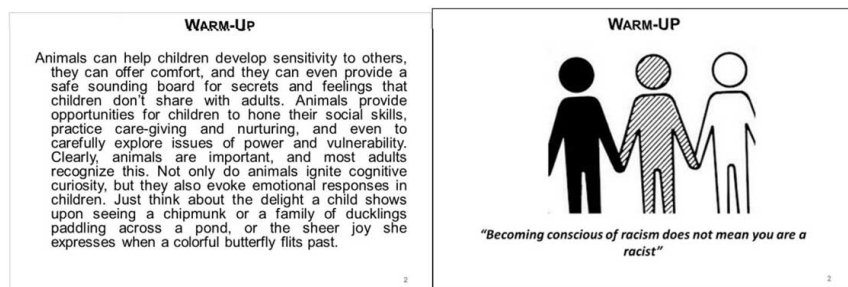 WARM-UP
Animals can help children develop sensitivity to others,
they can offer comfort, and they can even provide a
safe sounding board for secrets and feelings that
children don't share with adults. Animals provide
opportunities for children to hone their social skills,
practice care-giving and nurturing, and even to
carefully explore issues of power and vulnerability.
Clearly, animals are important, and most adults
recognize this. Not only do animals ignite cognitive
curiosity, but they also evoke emotional responses in
children. Just think about the delight a child shows
upon seeing a chipmunk or a family of ducklings
paddling across a pond, or the sheer joy she
expresses when a colorful butterfly flits past.
2
WARM-UP
“Becoming conscious of racism does not mean you are a
racist”
2